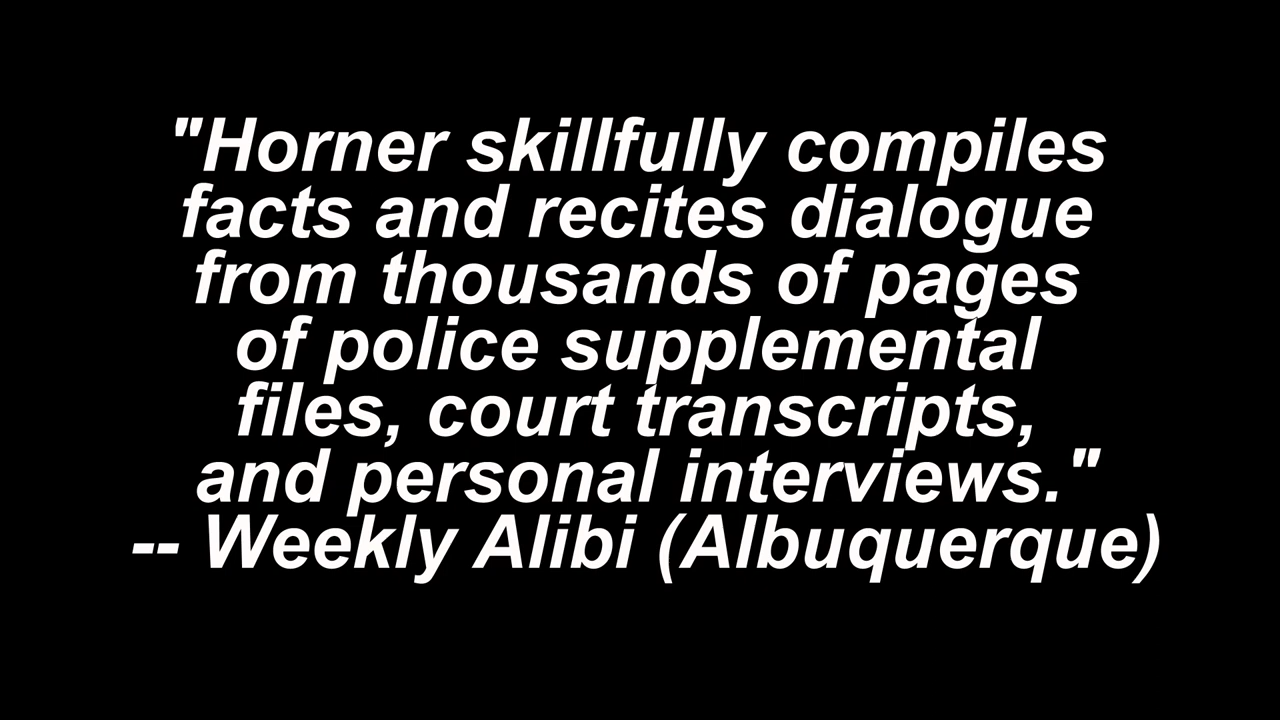 "Horner skillfully compiles
facts and recites dialogue
from thousands of pages
of police supplemental
files, court transcripts,
and personal interviews."
-- Weekly Alibi (Albuquerque)